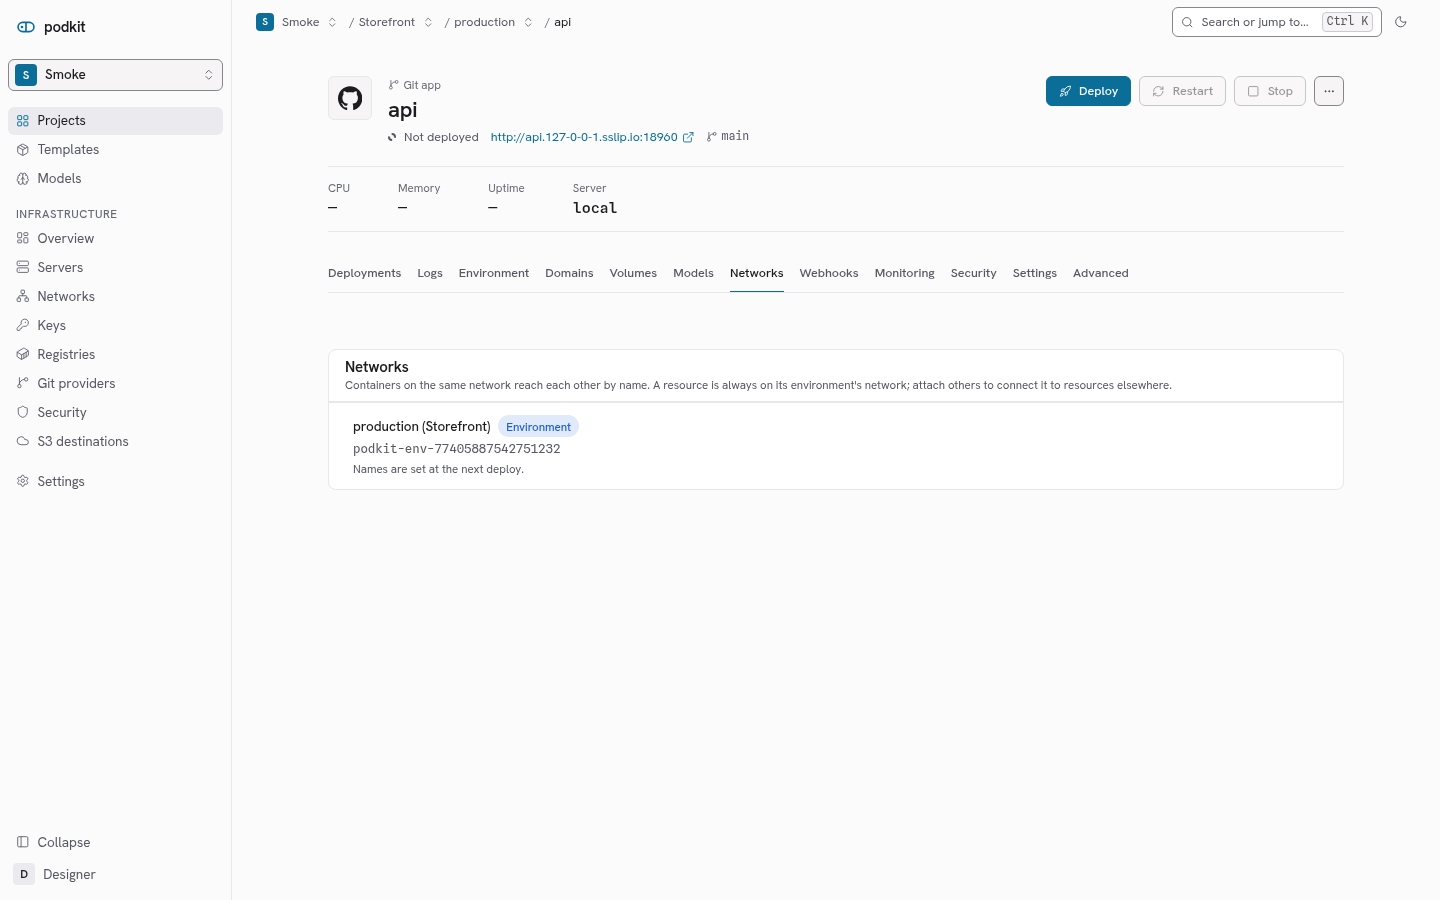 podkit
S Smoke
Projects
Templates
Models
INFRASTRUCTURE
Overview
Servers
Networks
Keys
Registries
Git providers
Security
S3 destinations
Settings
Collapse
D Designer
S Smoke / Storefront / production / api
Search or jump to... Ctrl K
Git app
api
Not deployed http://api.127-0-0-1.sslip.io:18960 main
Deploy Restart Stop ...
CPU Memory Uptime Server
— — — local
Deployments Logs Environment Domains Volumes Models Networks Webhooks Monitoring Security Settings Advanced
Networks
Containers on the same network reach each other by name. A resource is always on its environment's network; attach others to connect it to resources elsewhere.
production (Storefront) Environment
podkit-env-77405887542751232
Names are set at the next deploy.